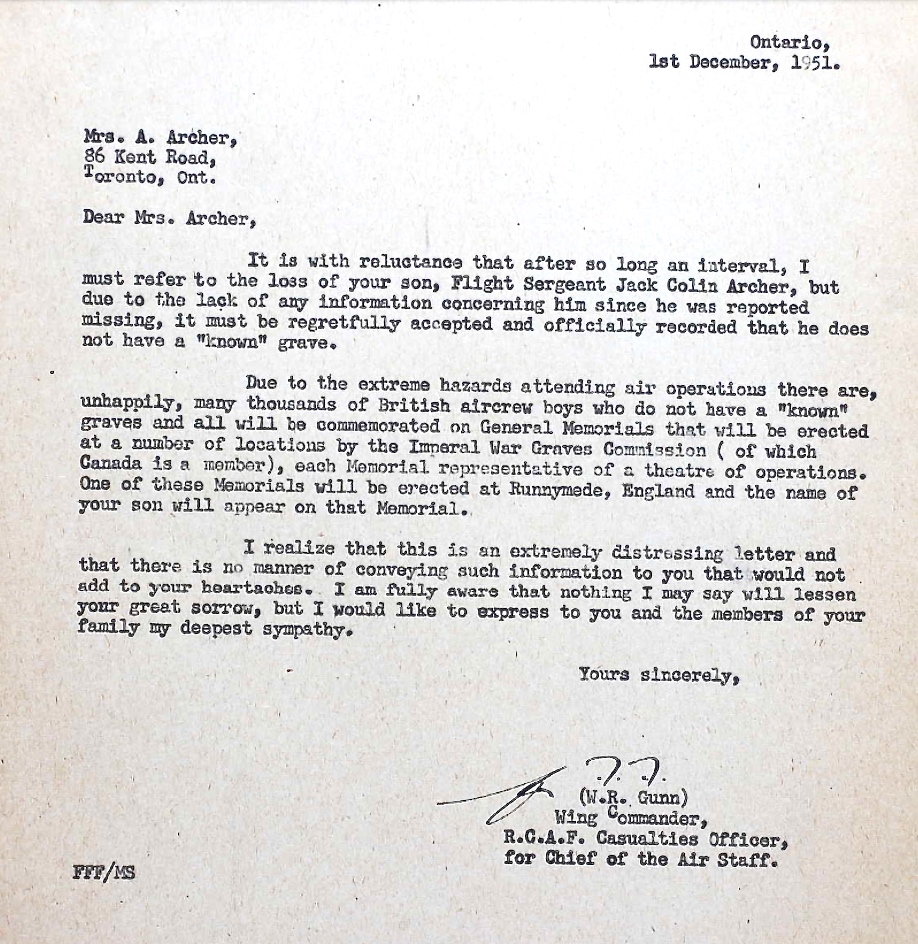 Ontario,
1st December, 1951.
Mrs. A. Archer,
86 Kent Road,
Toronto, Ont.
Dear Mrs. Archer,
It is with reluctance that after so long an interval, I
must refer to the loss of your son, Flight Sergeant Jack Colin Archer, but
due to the lack of any information concerning him since he was reported
missing, it must be regretfully accepted and officially recorded that he does
not have a "known" grave.
Due to the extreme hazards attending air operations there are,
unhappily, many thousands of British aircrew boys who do not have a "known"
graves and all will be commemorated on General Memorials that will be erected
at a number of locations by the Imperal War Graves Commission ( of which
Canada is a member), each Memorial representative of a theatre of operations.
One of these Memorials will be erected at Runnymede, England and the name of
your son will appear on that Memorial.
I realize that this is an extremely distressing letter and
that there is no manner of conveying such information to you that would not
add to your heartaches. I am fully aware that nothing I may say will lessen
your great sorrow, but I would like to express to you and the members of your
family my deepest sympathy.
Yours sincerely,
(W.R. Gunn)
Wing Commander,
R.C.A.F. Casualties Officer,
for Chief of the Air Staff.
FFF/MS